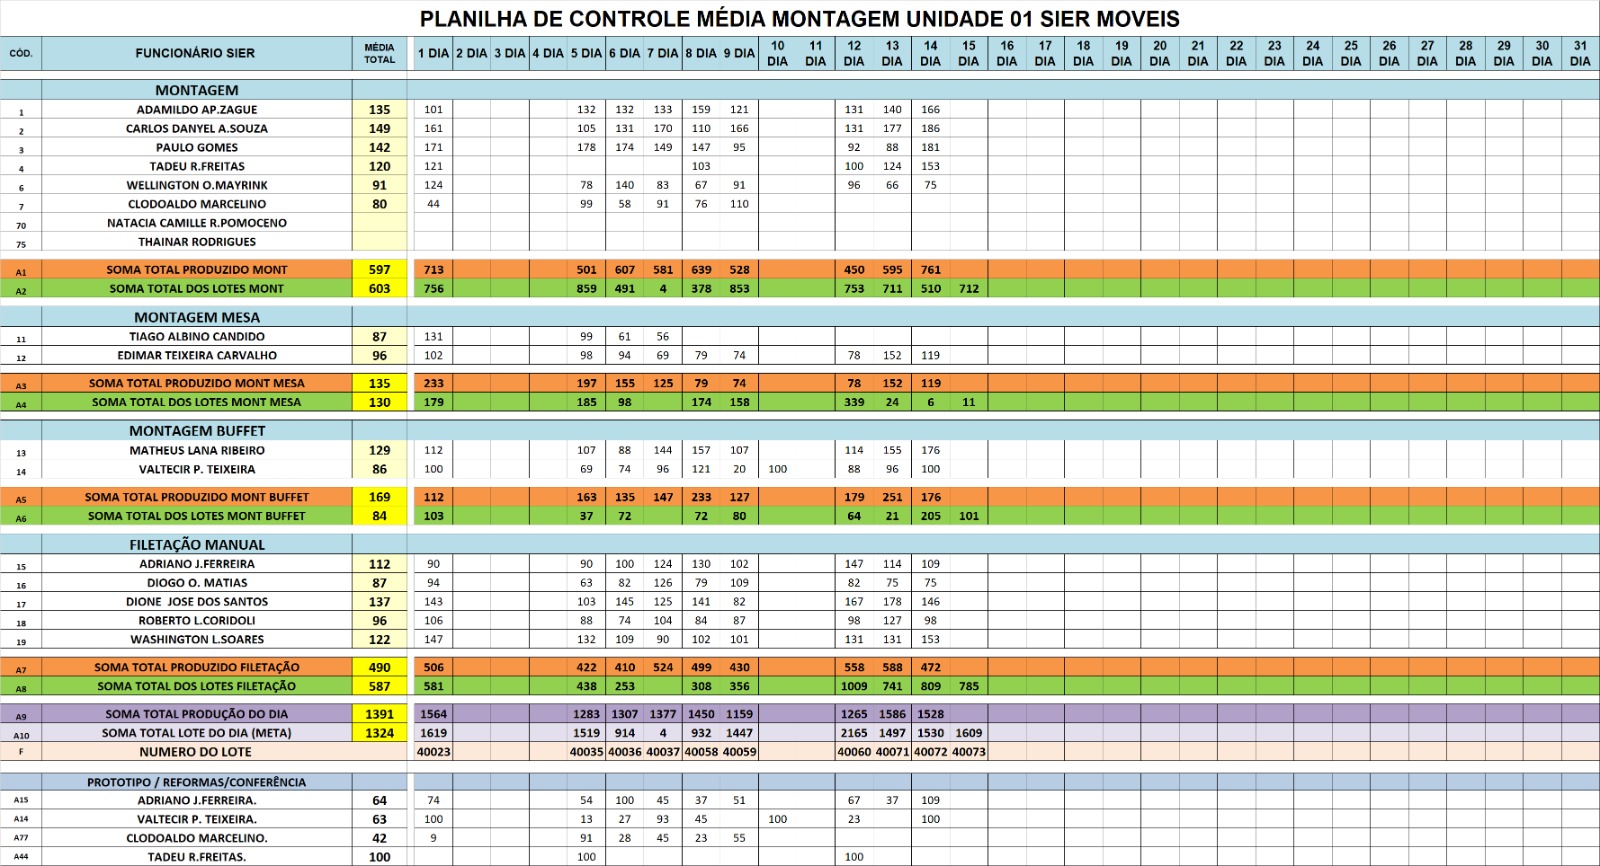 PLANILHA DE CONTROLE MÉDIA MONTAGEM UNIDADE 01 SIER MOVEIS
CÓD. FUNCIONÁRIO SIER MÉDIA TOTAL 1 DIA 2 DIA 3 DIA 4 DIA 5 DIA 6 DIA 7 DIA 8 DIA 9 DIA 10 DIA 11 DIA 12 DIA 13 DIA 14 DIA 15 DIA 16 DIA 17 DIA 18 DIA 19 DIA 20 DIA 21 DIA 22 DIA 23 DIA 24 DIA 25 DIA 26 DIA 27 DIA 28 DIA 29 DIA 30 DIA 31 DIA
MONTAGEM
1 ADAMILDO AP.ZAGUE 135 101 132 132 133 159 121 131 140 166
2 CARLOS DANYEL A.SOUZA 149 161 105 131 170 110 166 131 177 186
3 PAULO GOMES 142 171 178 174 149 147 95 92 88 181
4 TADEU R.FREITAS 120 121 103 100 124 153
6 WELLINGTON O.MAYRINK 91 124 78 140 83 67 91 96 66 75
7 CLODOALDO MARCELINO 80 44 99 58 91 76 110
70 NATACIA CAMILLE R.POMOCENO
75 THAINAR RODRIGUES
A1 SOMA TOTAL PRODUZIDO MONT 597 713 501 607 581 639 528 450 595 761
A2 SOMA TOTAL DOS LOTES MONT 603 756 859 491 4 378 853 753 711 510 712
MONTAGEM MESA
11 TIAGO ALBINO CANDIDO 87 131 99 61 56
12 EDIMAR TEIXEIRA CARVALHO 96 102 98 94 69 79 74 78 152 119
A3 SOMA TOTAL PRODUZIDO MONT MESA 135 233 197 155 125 79 74 78 152 119
A4 SOMA TOTAL DOS LOTES MONT MESA 130 179 185 98 174 158 339 24 6 11
MONTAGEM BUFFET
13 MATHEUS LANA RIBEIRO 129 112 107 88 144 157 107 114 155 176
14 VALTECIR P. TEIXEIRA 86 100 69 74 96 121 20 100 88 96 100
A5 SOMA TOTAL PRODUZIDO MONT BUFFET 169 112 163 135 147 233 127 179 251 176
A6 SOMA TOTAL DOS LOTES MONT BUFFET 84 103 37 72 72 80 64 21 205 101
FILETAÇÃO MANUAL
15 ADRIANO J.FERREIRA 112 90 90 100 124 130 102 147 114 109
16 DIOGO O. MATIAS 87 94 63 82 126 79 109 82 75 75
17 DIONE JOSE DOS SANTOS 137 143 103 145 125 141 82 167 178 146
18 ROBERTO L.CORIDOLI 96 106 88 74 104 84 87 98 127 98
19 WASHINGTON L.SOARES 122 147 132 109 90 102 101 131 131 153
A7 SOMA TOTAL PRODUZIDO FILETAÇÃO 490 506 422 410 524 499 430 558 588 472
A8 SOMA TOTAL DOS LOTES FILETAÇÃO 587 581 438 253 308 356 1009 741 809 785
A9 SOMA TOTAL PRODUÇÃO DO DIA 1391 1564 1283 1307 1377 1450 1159 1265 1586 1528
A10 SOMA TOTAL LOTE DO DIA (META) 1324 1619 1519 914 4 932 1447 2165 1497 1530 1609
F NUMERO DO LOTE 40023 40035 40036 40037 40058 40059 40060 40071 40072 40073
PROTOTIPO / REFORMAS/CONFERÊNCIA
A15 ADRIANO J.FERREIRA. 64 74 54 100 45 37 51 67 37 109
A14 VALTECIR P. TEIXEIRA. 63 100 13 27 93 45 100 23 100
A77 CLODOALDO MARCELINO. 42 9 91 28 45 23 55
A44 TADEU R.FREITAS. 100 100 100